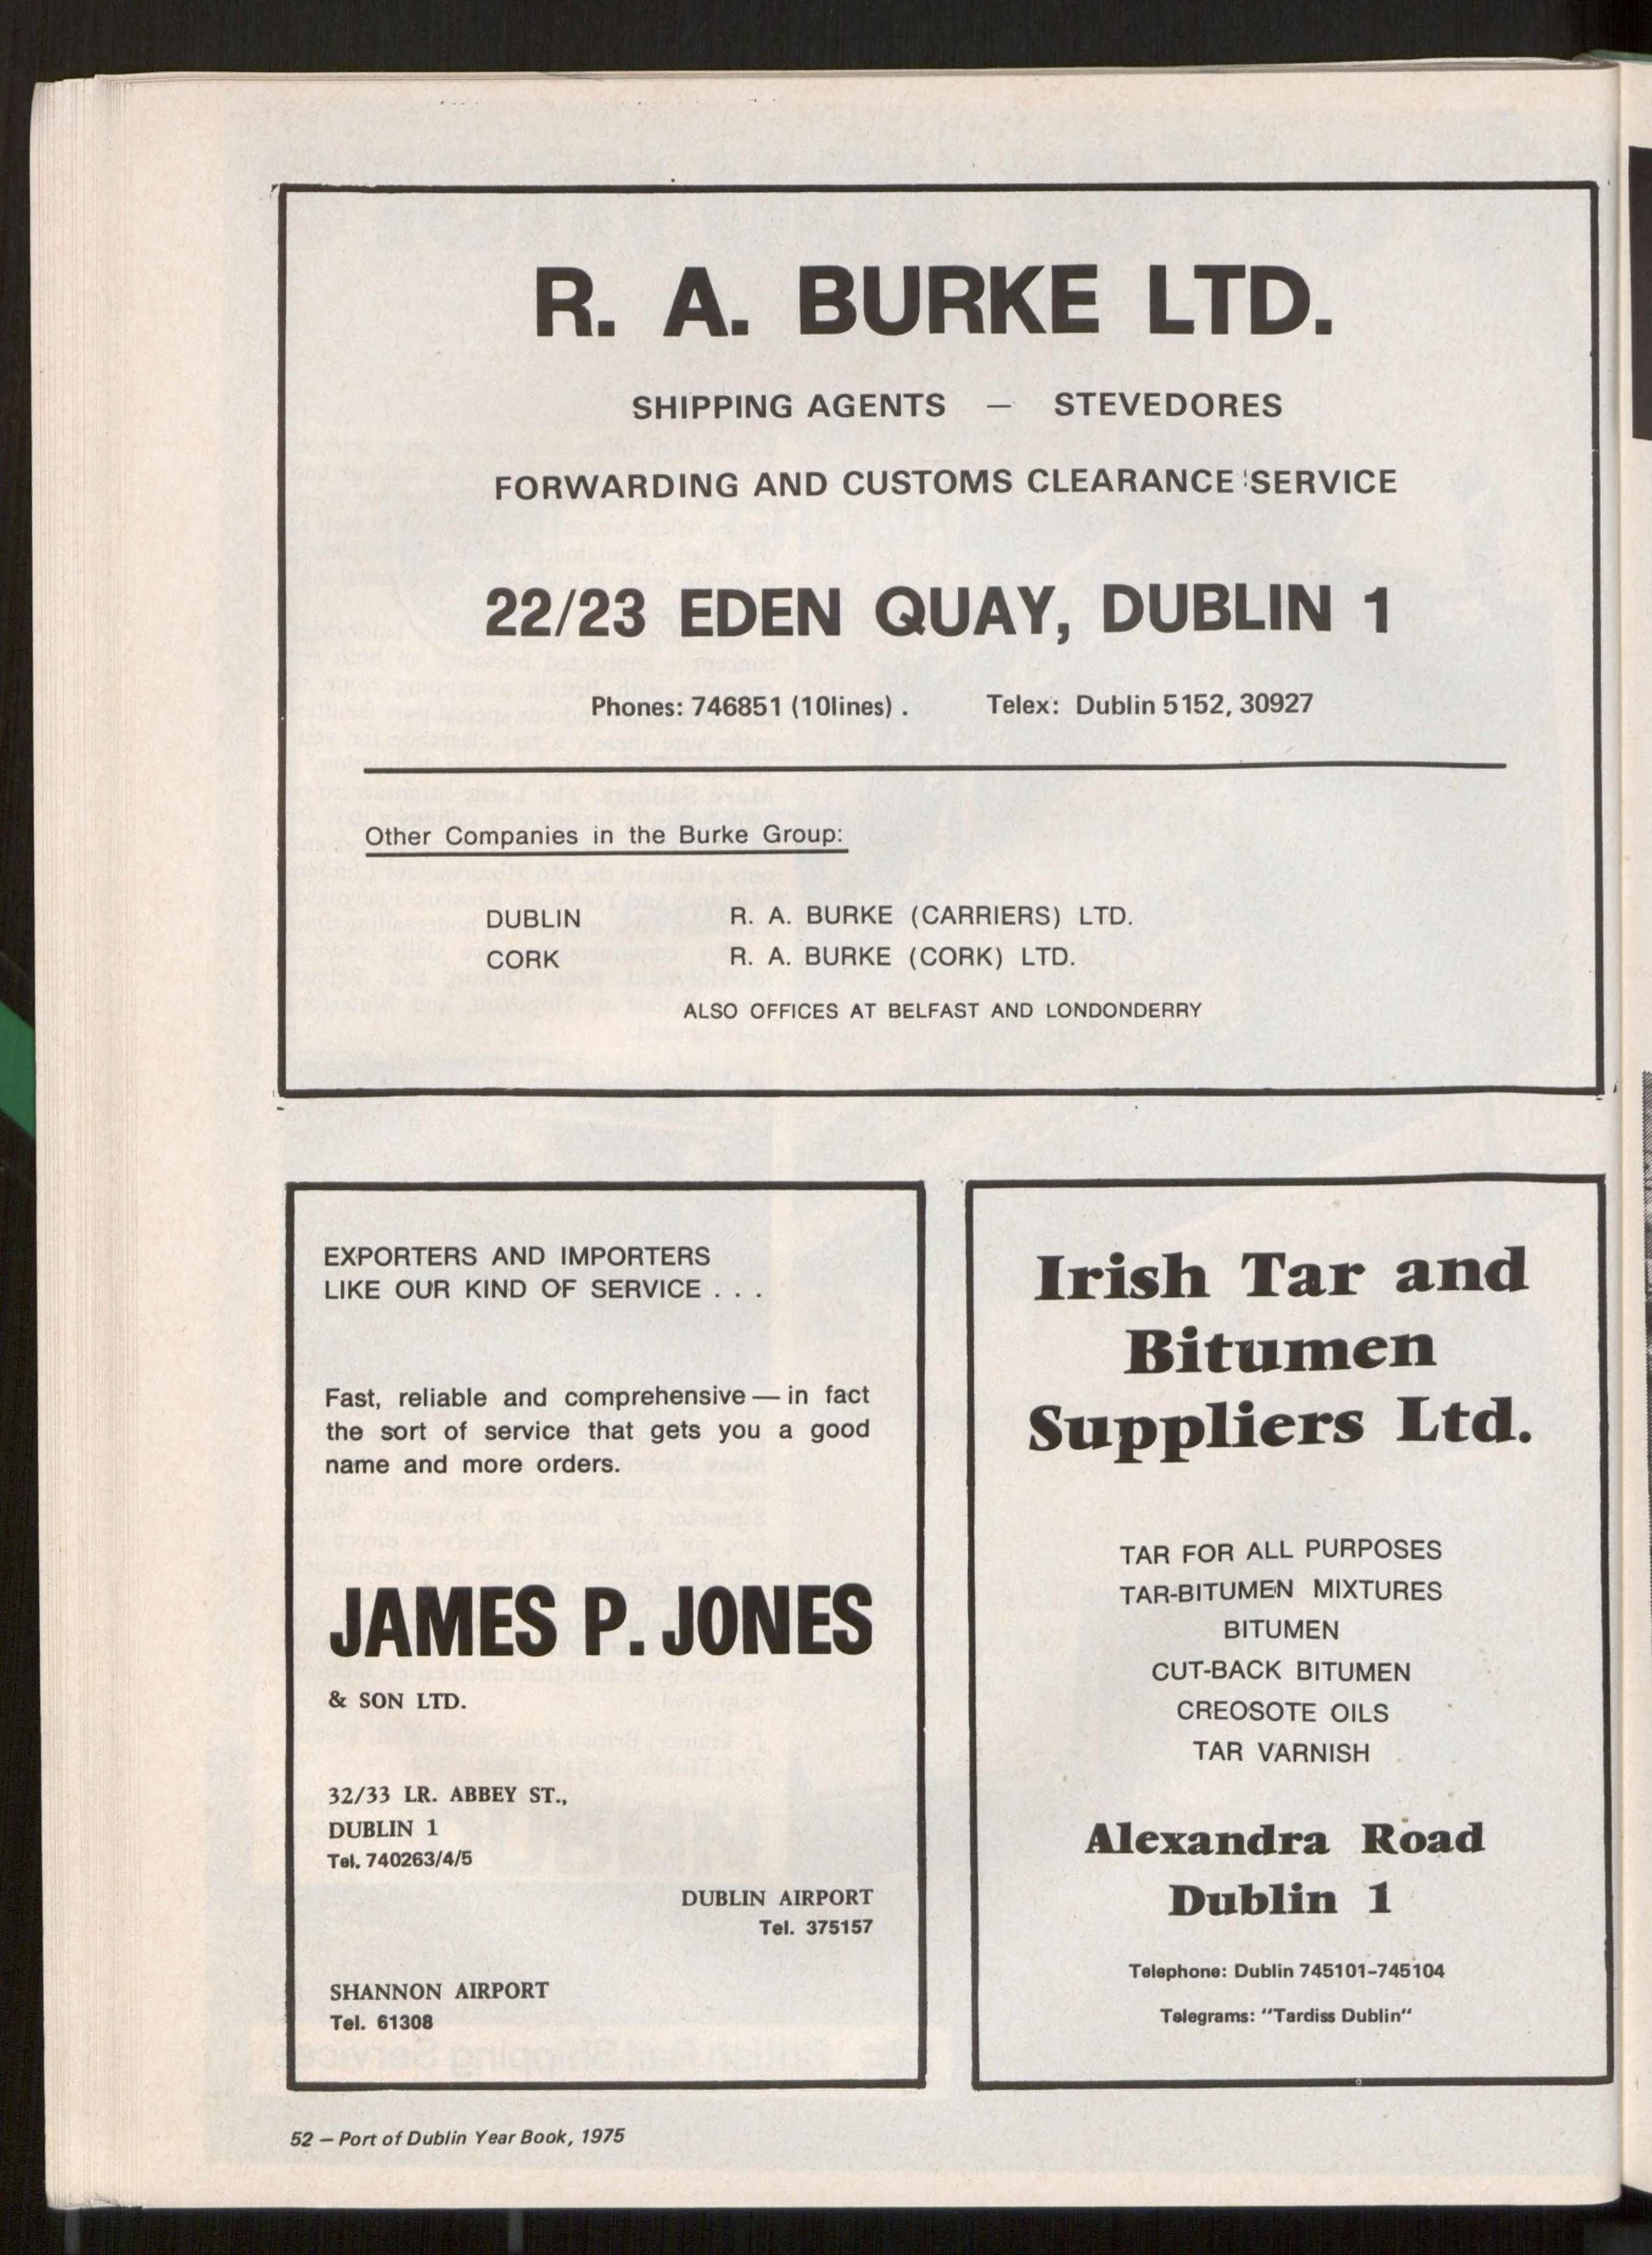 R. A. BURKE LTD.
SHIPPING AGENTS — STEVEDORES
FORWARDING AND CUSTOMS CLEARANCE SERVICE
22/23 EDEN QUAY, DUBLIN 1
Phones: 746851 (10lines) . Telex: Dublin 5152, 30927
Other Companies in the Burke Group:
DUBLIN R. A. BURKE (CARRIERS) LTD.
CORK R. A. BURKE (CORK) LTD.
ALSO OFFICES AT BELFAST AND LONDONDERRY
EXPORTERS AND IMPORTERS
LIKE OUR KIND OF SERVICE . . .
Fast, reliable and comprehensive — in fact
the sort of service that gets you a good
name and more orders.
JAMES P. JONES
& SON LTD.
32/33 LR. ABBEY ST.,
DUBLIN 1
Tel. 740263/4/5
DUBLIN AIRPORT
Tel. 375157
SHANNON AIRPORT
Tel. 61308
Irish Tar and
Bitumen
Suppliers Ltd.
TAR FOR ALL PURPOSES
TAR-BITUMEN MIXTURES
BITUMEN
CUT-BACK BITUMEN
CREOSOTE OILS
TAR VARNISH
Alexandra Road
Dublin 1
Telephone: Dublin 745101-745104
Telegrams: "Tardiss Dublin"
52 — Port of Dublin Year Book, 1975